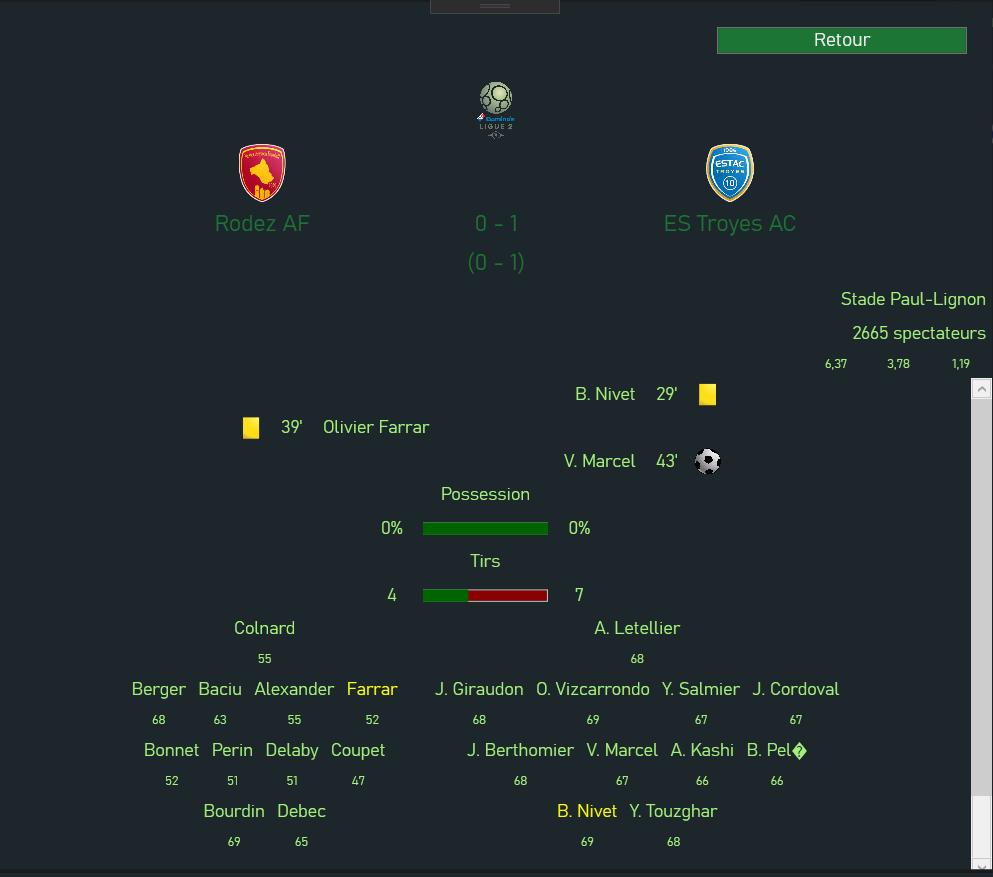 Retour
Domino's
LIGUE 2
ESTAC
TROYES
10
Rodez AF 0 - 1 ES Troyes AC
(0 - 1)
Stade Paul-Lignon
2665 spectateurs
6,37 3,78 1,19
B. Nivet 29'
39' Olivier Farrar
V. Marcel 43'
Possession
0% 0%
Tirs
4 7
Colnard A. Letellier
55 68
Berger Baciu Alexander Farrar J. Giraudon O. Vizcarrondo Y. Salmier J. Cordoval
68 63 55 52 68 69 67 67
Bonnet Perin Delaby Coupet J. Berthomier V. Marcel A. Kashi B. Pel�
52 51 51 47 68 67 66 66
Bourdin Debec B. Nivet Y. Touzghar
69 65 69 68